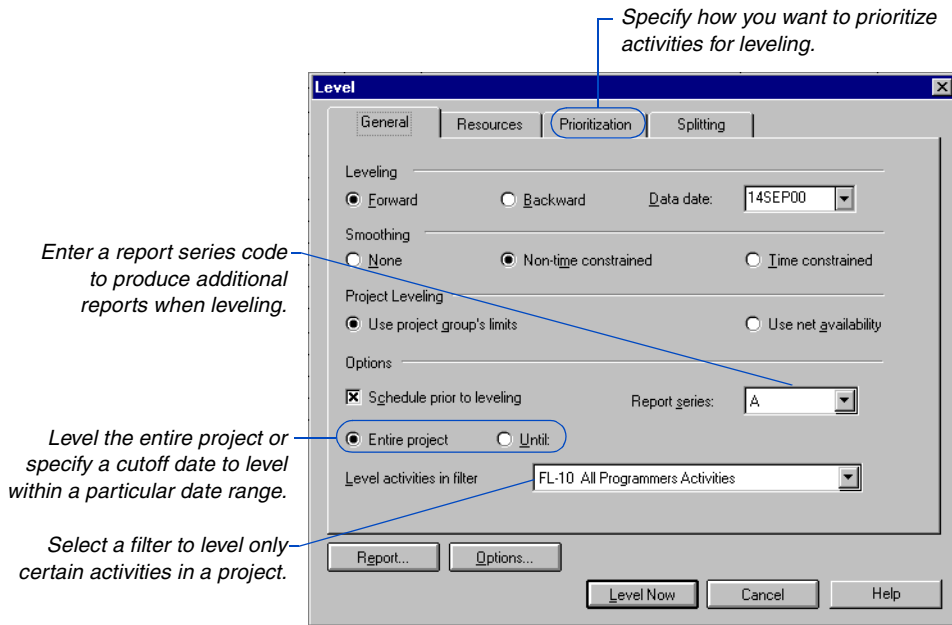 Specify how you want to prioritize
activities for leveling.
Level
General Resources Prioritization Splitting
Leveling
Forward Backward Data date: 14SEP00
Smoothing
None Non-time constrained Time constrained
Enter a report series code
to produce additional
reports when leveling.
Project Leveling
Use project group's limits Use net availability
Options
Schedule prior to leveling Report series: A
Entire project Until:
Level the entire project or
specify a cutoff date to level
within a particular date range.
Level activities in filter FL-10 All Programmers Activities
Select a filter to level only
certain activities in a project.
Report... Options...
Level Now Cancel Help